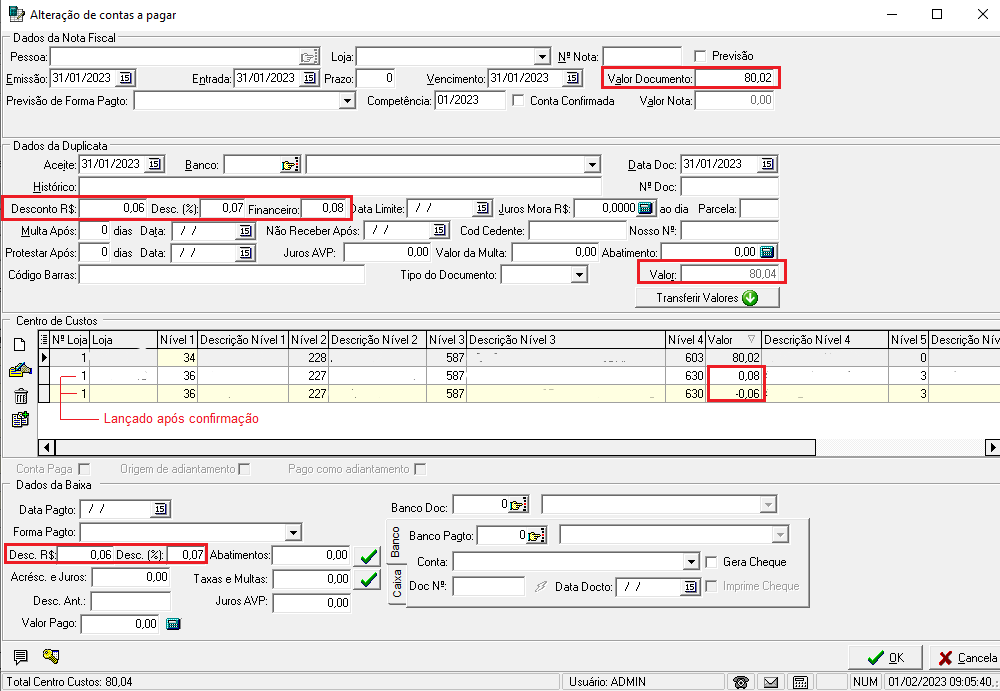 Alteração de contas a pagar
Dados da Nota Fiscal
Pessoa: Loja: Nº Nota: Previsão
Emissão: 31/01/2023 15 Entrada: 31/01/2023 15 Prazo: 0 Vencimento: 31/01/2023 15 Valor Documento: 80,02
Previsão de Forma Pagto: Competência: 01/2023 Conta Confirmada Valor Nota: 0,00
Dados da Duplicata
Aceite: 31/01/2023 15 Banco: Data Doc: 31/01/2023 15
Histórico: Nº Doc:
Desconto R$: 0,06 Desc. (%): 0,07 Financeiro: 0,08 Data Limite: / / 15 Juros Mora R$: 0,0000 ao dia Parcela:
Multa Após: 0 dias Data: / / 15 Não Receber Após: / / 15 Cod Cedente: Nosso Nº:
Protestar Após: 0 dias Data: / / 15 Juros AVP: 0,00 Valor da Multa: 0,00 Abatimento: 0,00
Código Barras: Tipo do Documento: Valor: 80,04
Transferir Valores
Centro de Custos
Nº Loja Loja Nível 1 Descrição Nível 1 Nível 2 Descrição Nível 2 Nível 3 Descrição Nível 3 Nível 4 Valor Descrição Nível 4 Nível 5 Descrição Nív
1 34 228 587 603 80,02 0
1 36 227 587 630 0,08 3
1 36 227 587 630 -0,06 3
Lançado após confirmação
Conta Paga Origem de adiantamento Pago como adiantamento
Dados da Baixa
Data Pagto: / / 15 Banco Doc: 0
Forma Pagto: Banco Banco Pagto: 0
Desc. R$: 0,06 Desc. (%): 0,07 Abatimentos: 0,00 Conta: Gera Cheque
Acrésc. e Juros: 0,00 Taxas e Multas: 0,00 Caixa Doc Nº: Data Docto: / / 15 Imprime Cheque
Desc. Ant.: Juros AVP: 0,00
Valor Pago: 0,00
OK Cancela
Total Centro Custos: 80,04 Usuário: ADMIN NUM 01/02/2023 09:05:40